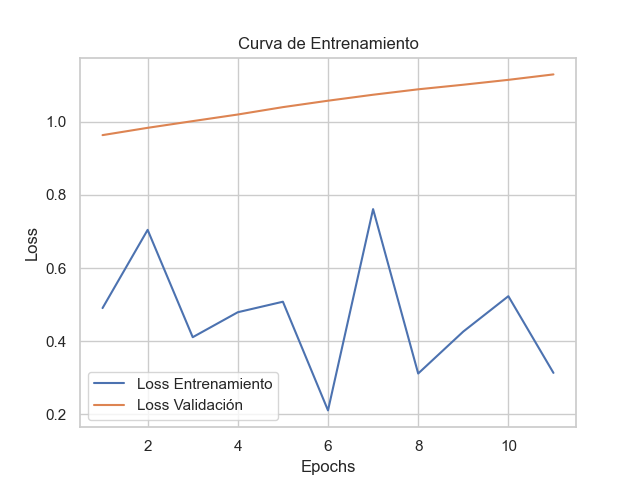 Curva de Entrenamiento
Loss
1.0
0.8
0.6
0.4
0.2
Loss Entrenamiento
Loss Validación
2 4 6 8 10
Epochs